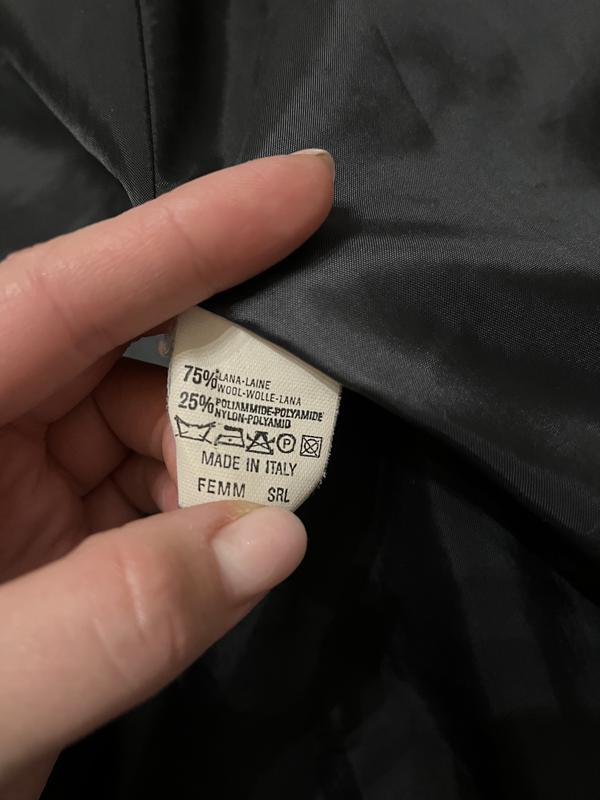 75% LANA-LAINE
WOOL-WOLLE-LANA
25% POLIAMMIDE-POLYAMIDE
NYLON-POLYAMID
P
MADE IN ITALY
FEMM SRL